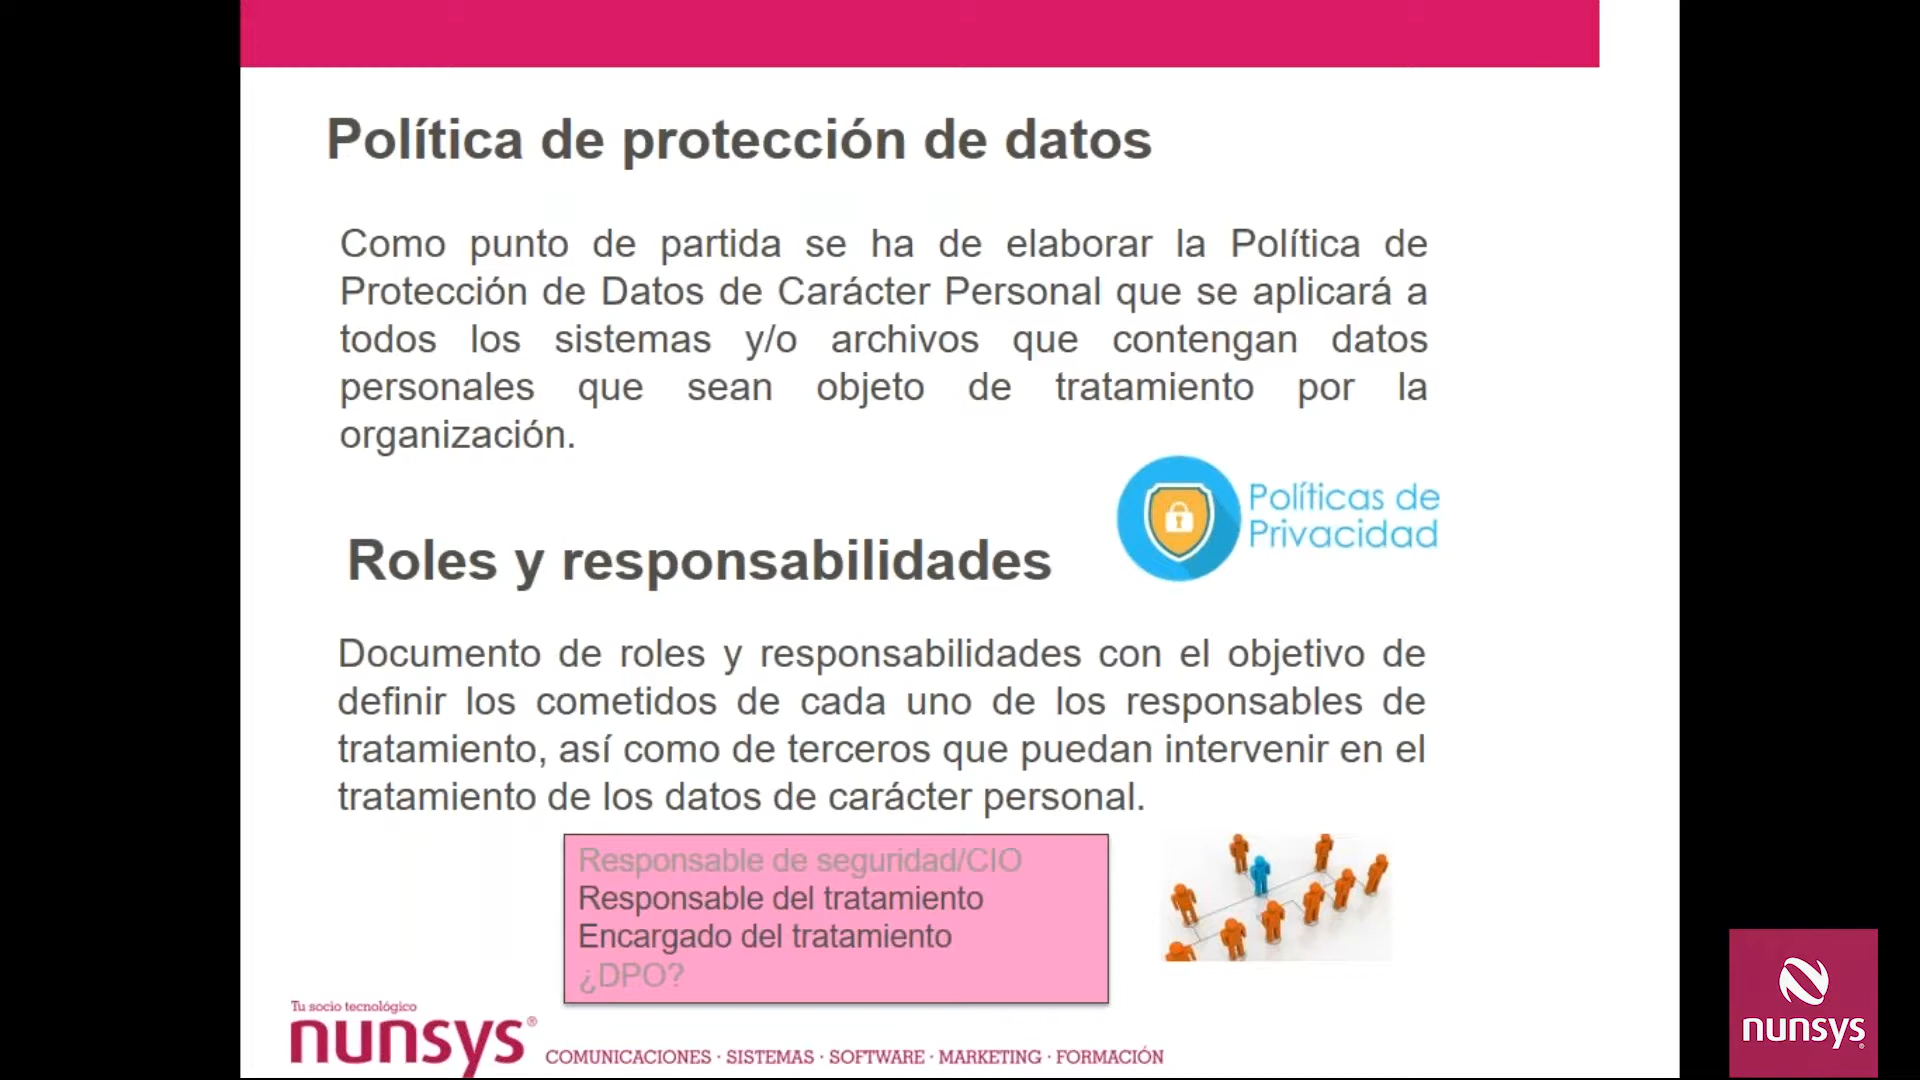 Política de protección de datos
Como punto de partida se ha de elaborar la Política de
Protección de Datos de Carácter Personal que se aplicará a
todos los sistemas y/o archivos que contengan datos
personales que sean objeto de tratamiento por la
organización.
Políticas de
Privacidad
Roles y responsabilidades
Documento de roles y responsabilidades con el objetivo de
definir los cometidos de cada uno de los responsables de
tratamiento, así como de terceros que puedan intervenir en el
tratamiento de los datos de carácter personal.
Responsable de seguridad/CIO
Responsable del tratamiento
Encargado del tratamiento
¿DPO?
Tu socio tecnológico
nunsys®
COMUNICACIONES · SISTEMAS · SOFTWARE · MARKETING · FORMACIÓN
nunsys®